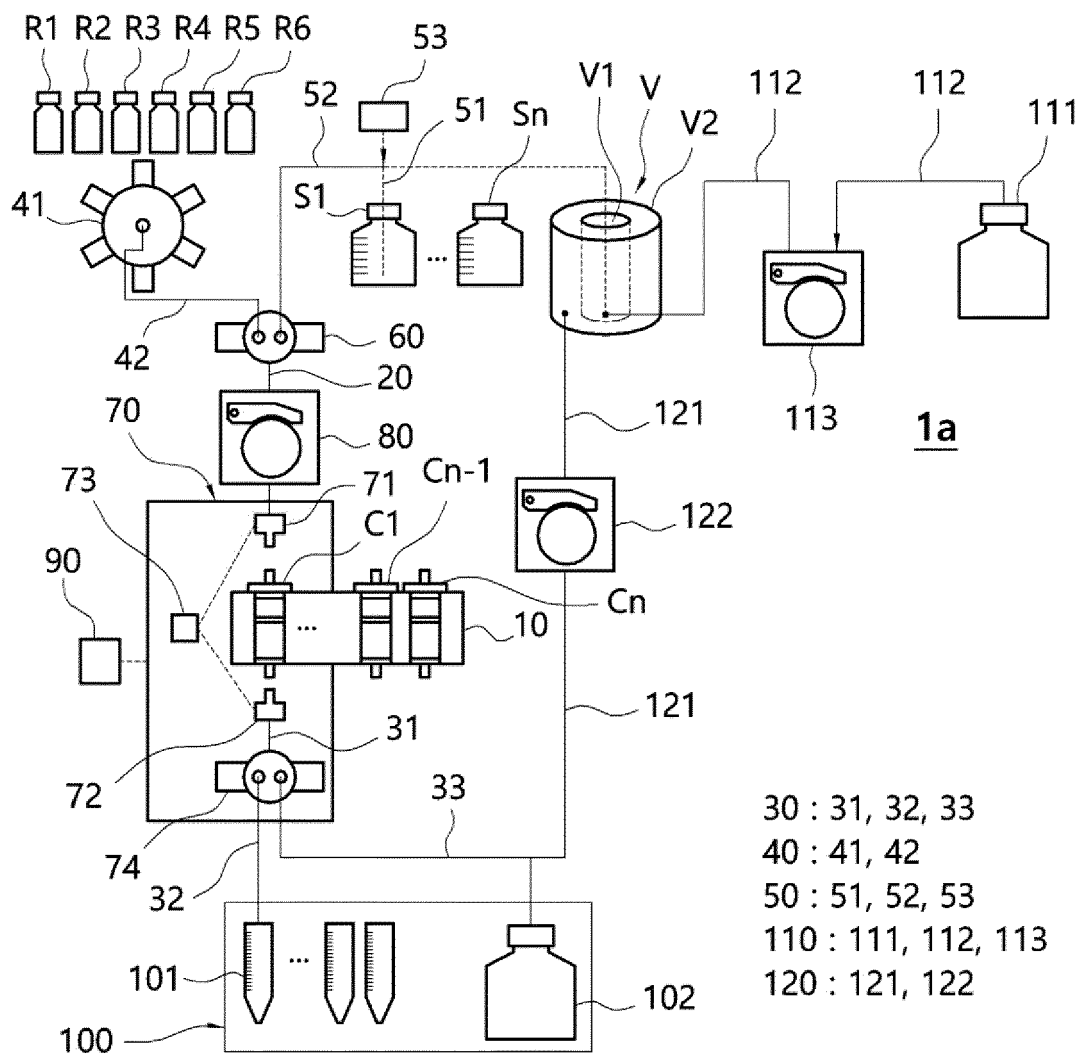 R1 R2 R3 R4 R5 R6
53
52
51
Sn
V1
V
V2
112
112
111
S1
41
...
42
60
20
113
1a
70
80
121
73
71
Cn-1
122
C1
90
...
Cn
10
31
121
72
33
74
32
30 : 31, 32, 33
40 : 41, 42
50 : 51, 52, 53
110 : 111, 112, 113
120 : 121, 122
101
...
102
100